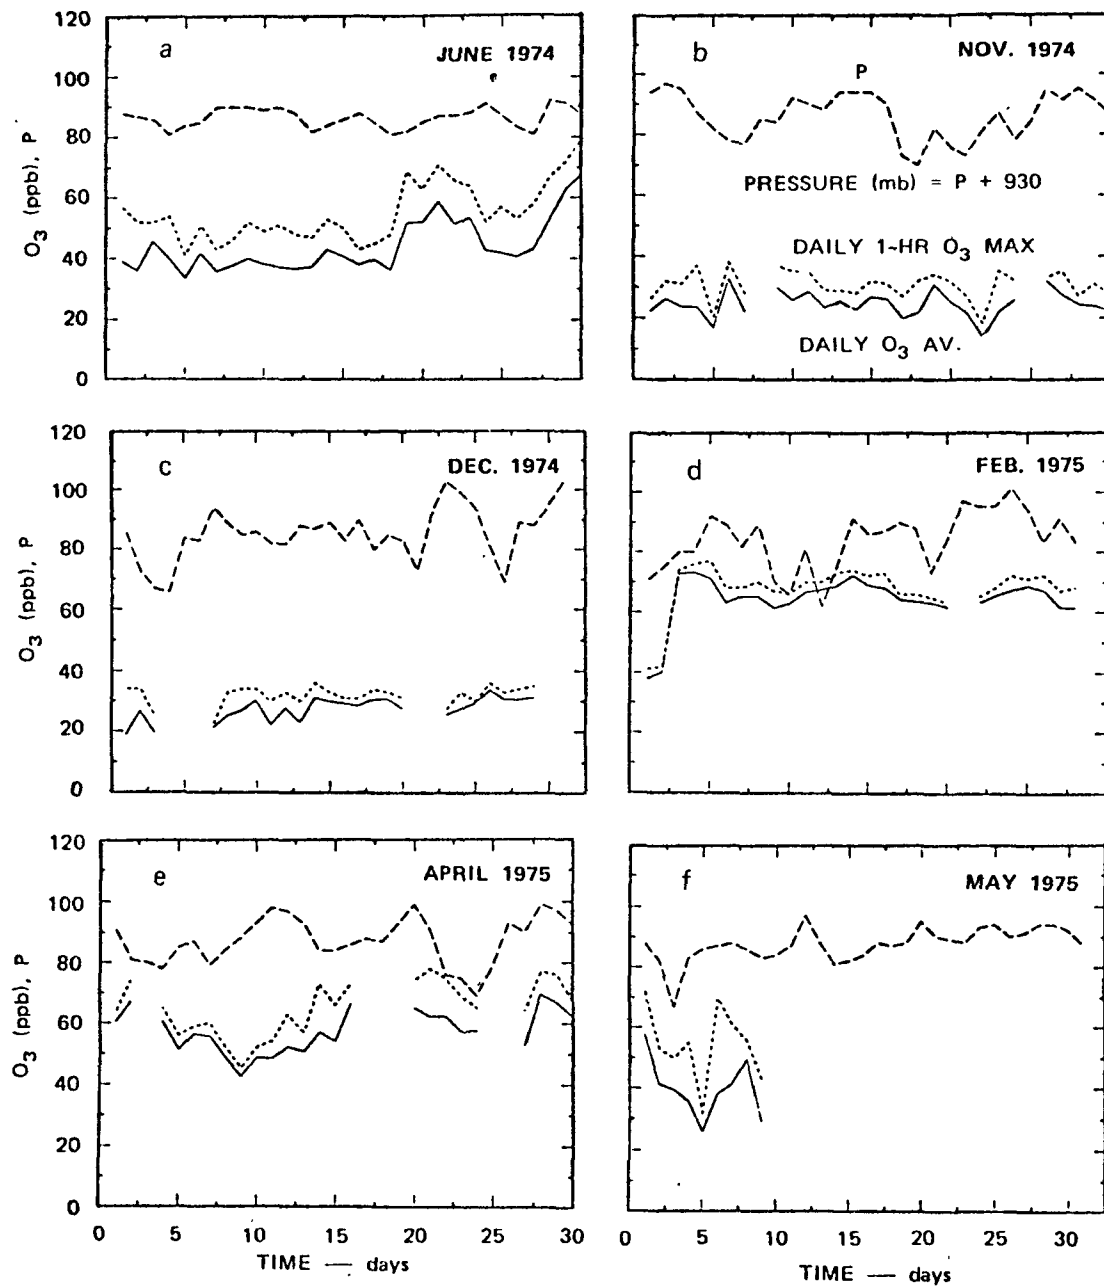 120
100
80
60
40
20
0
O3 (ppb), P
a
JUNE 1974
b
NOV. 1974
P
PRESSURE (mb) = P + 930
DAILY 1-HR O3 MAX
DAILY O3 AV.
120
100
80
60
40
20
0
O3 (ppb), P
c
DEC. 1974
d
FEB. 1975
120
100
80
60
40
20
0
O3 (ppb), P
e
APRIL 1975
f
MAY 1975
0 5 10 15 20 25 30
TIME — days
0 5 10 15 20 25 30
TIME — days